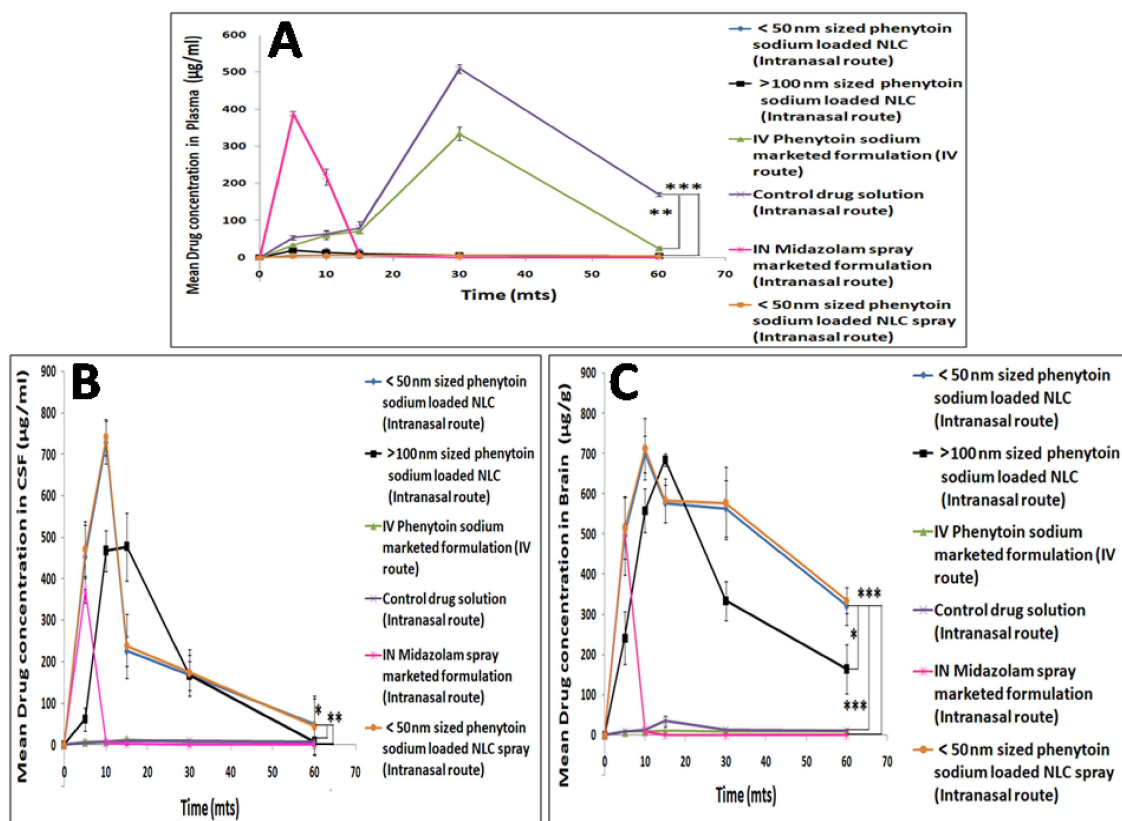 A
Mean Drug concentration in Plasma (µg/ml)
600
500
400
300
200
100
0
0
10
20
30
40
50
60
70
Time (mts)
***
**
< 50 nm sized phenytoin
sodium loaded NLC
(Intranasal route)
>100 nm sized phenytoin
sodium loaded NLC
(Intranasal route)
IV Phenytoin sodium
marketed formulation (IV
route)
Control drug solution
(Intranasal route)
IN Midazolam spray
marketed formulation
(Intranasal route)
< 50 nm sized phenytoin
sodium loaded NLC spray
(Intranasal route)
B
Mean Drug concentration in CSF (µg/ml)
900
800
700
600
500
400
300
200
100
0
0
10
20
30
40
50
60
70
Time (mts)
*
**
< 50 nm sized phenytoin
sodium loaded NLC
(Intranasal route)
>100 nm sized phenytoin
sodium loaded NLC
(Intranasal route)
IV Phenytoin sodium
marketed formulation (IV
route)
Control drug solution
(Intranasal route)
IN Midazolam spray
marketed formulation
(Intranasal route)
< 50 nm sized phenytoin
sodium loaded NLC spray
(Intranasal route)
C
Mean Drug concentration in Brain (µg/g)
900
800
700
600
500
400
300
200
100
0
0
10
20
30
40
50
60
70
Time (mts)
***
*
***
< 50 nm sized phenytoin
sodium loaded NLC
(Intranasal route)
>100 nm sized phenytoin
sodium loaded NLC
(Intranasal route)
IV Phenytoin sodium
marketed formulation (IV
route)
Control drug solution
(Intranasal route)
IN Midazolam spray
marketed formulation
(Intranasal route)
< 50 nm sized phenytoin
sodium loaded NLC spray
(Intranasal route)